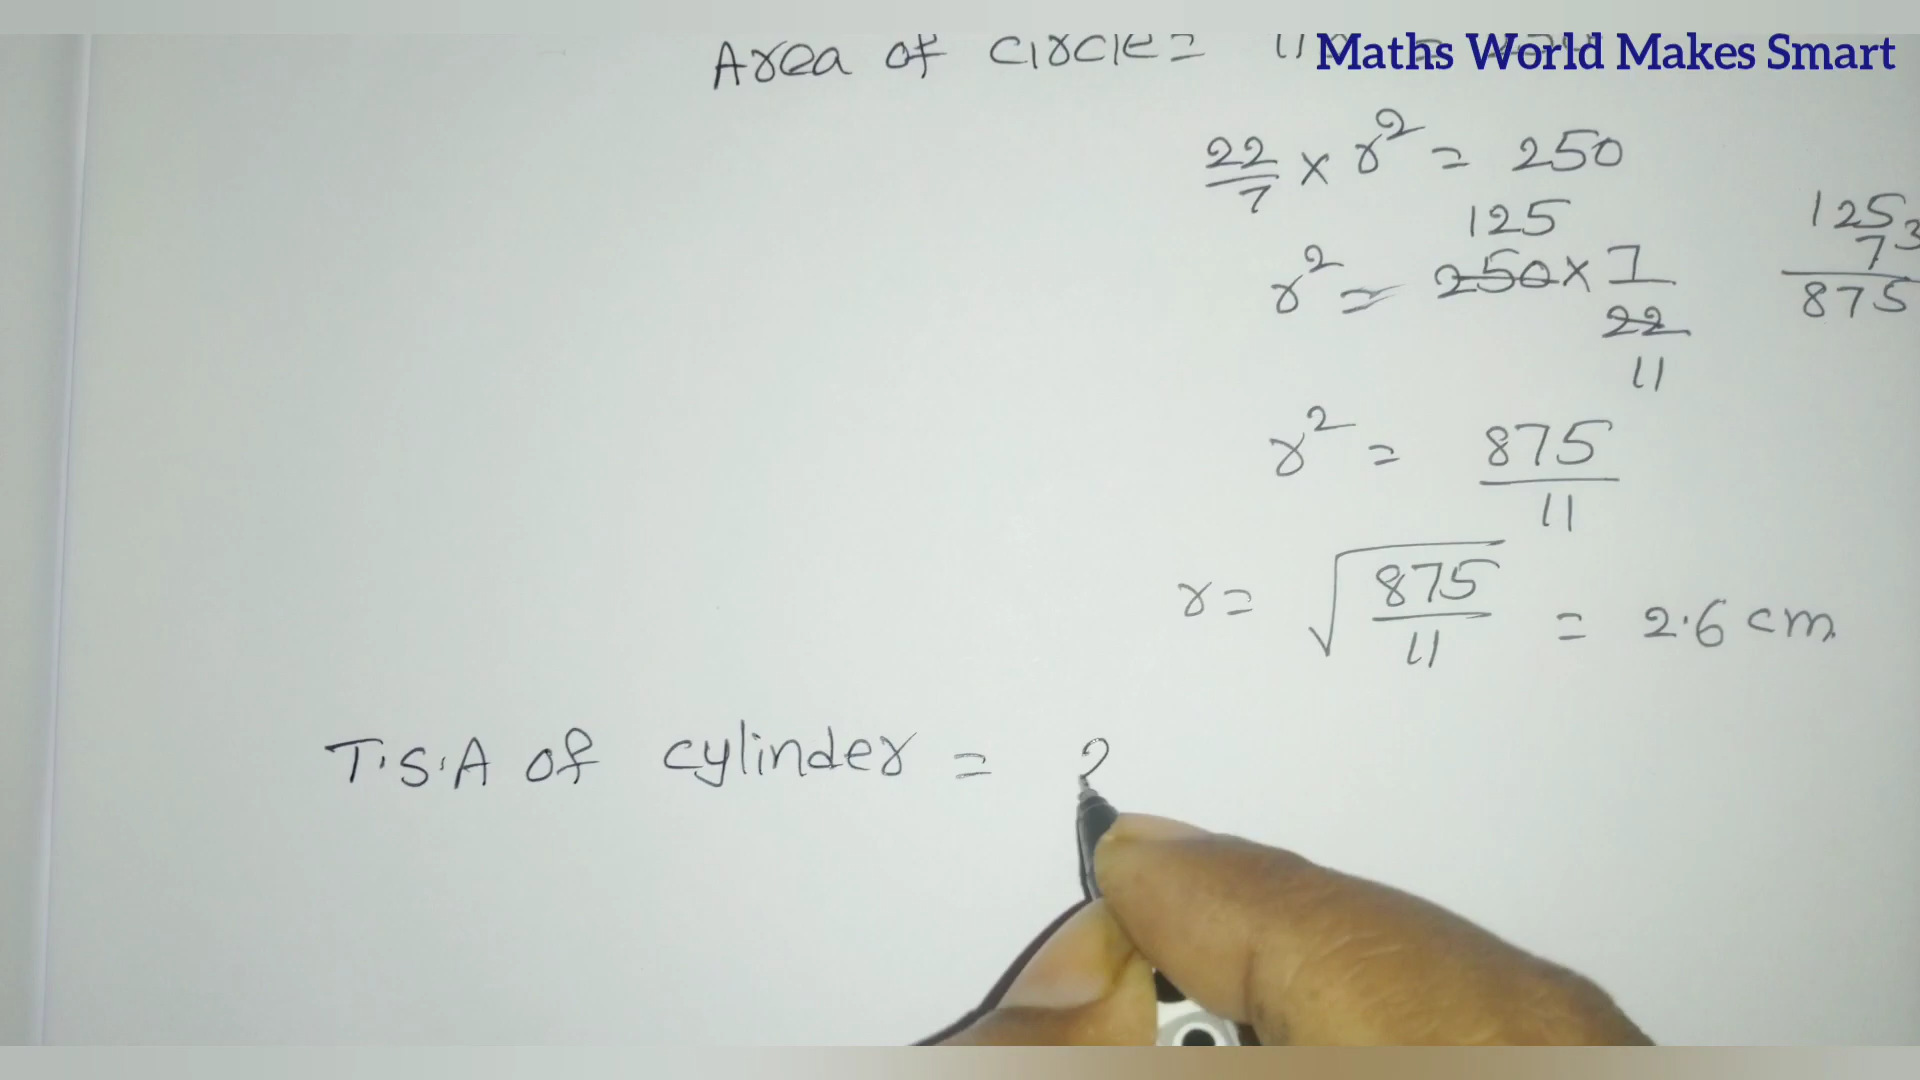 Maths World Makes Smart
Area of circle =
22/7 × r² = 250
125
r² = 250 × 7/22
11
125 3
7
875
r² = 875/11
r = √875/11 = 2.6 cm
T.S.A of cylinder = 2